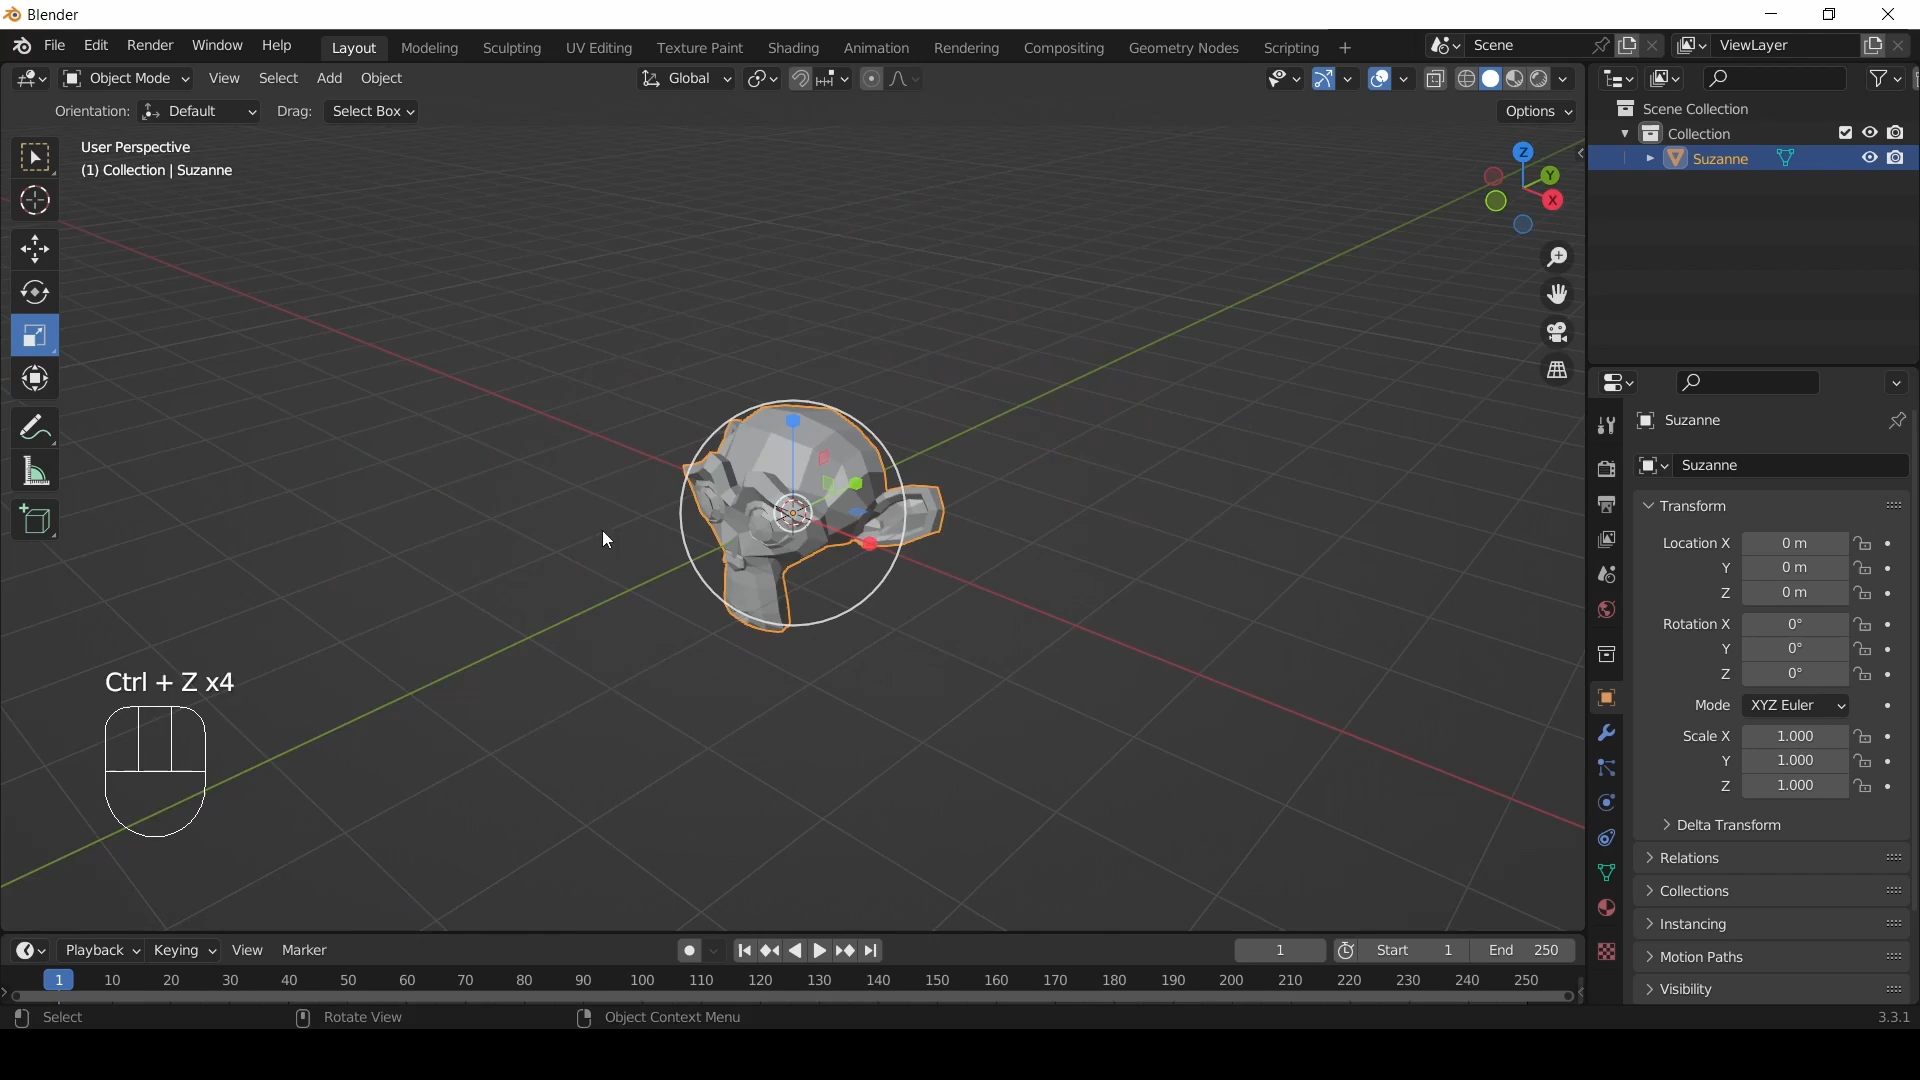 Blender
File Edit Render Window Help Layout Modeling Sculpting UV Editing Texture Paint Shading Animation Rendering Compositing Geometry Nodes Scripting + Scene ViewLayer
Object Mode View Select Add Object Global
Orientation: Default Drag: Select Box Options
User Perspective
(1) Collection | Suzanne
Z
Y
X
Scene Collection
Collection
Suzanne
Suzanne
Suzanne
Transform
Location X 0 m
Y 0 m
Z 0 m
Rotation X 0°
Y 0°
Z 0°
Mode XYZ Euler
Scale X 1.000
Y 1.000
Z 1.000
Delta Transform
Relations
Collections
Instancing
Motion Paths
Visibility
Ctrl + Z x4
Playback Keying View Marker 1 Start 1 End 250
1 10 20 30 40 50 60 70 80 90 100 110 120 130 140 150 160 170 180 190 200 210 220 230 240 250
Select Rotate View Object Context Menu 3.3.1